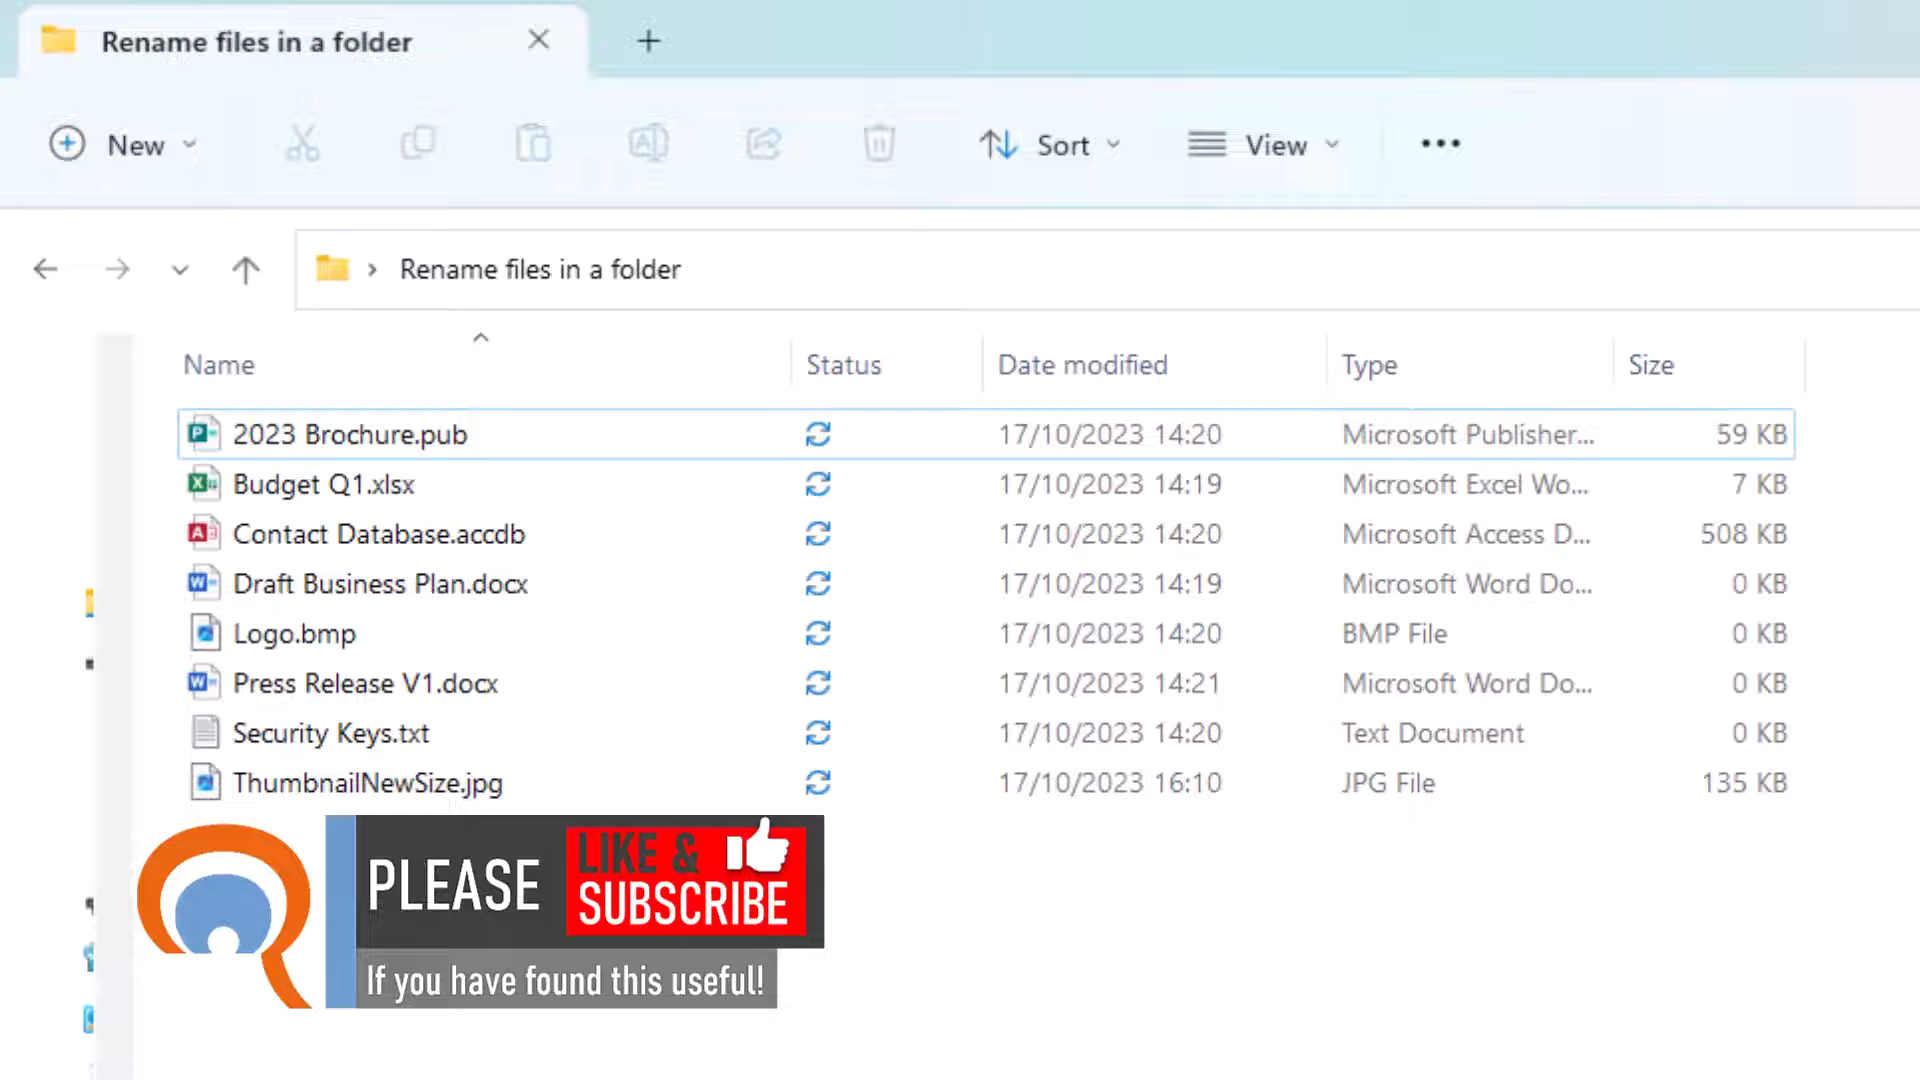 Rename files in a folder
New
Sort
View
Rename files in a folder
Name Status Date modified Type Size
2023 Brochure.pub 17/10/2023 14:20 Microsoft Publisher... 59 KB
Budget Q1.xlsx 17/10/2023 14:19 Microsoft Excel Wo... 7 KB
Contact Database.accdb 17/10/2023 14:20 Microsoft Access D... 508 KB
Draft Business Plan.docx 17/10/2023 14:19 Microsoft Word Do... 0 KB
Logo.bmp 17/10/2023 14:20 BMP File 0 KB
Press Release V1.docx 17/10/2023 14:21 Microsoft Word Do... 0 KB
Security Keys.txt 17/10/2023 14:20 Text Document 0 KB
ThumbnailNewSize.jpg 17/10/2023 16:10 JPG File 135 KB
PLEASE
LIKE &
SUBSCRIBE
If you have found this useful!